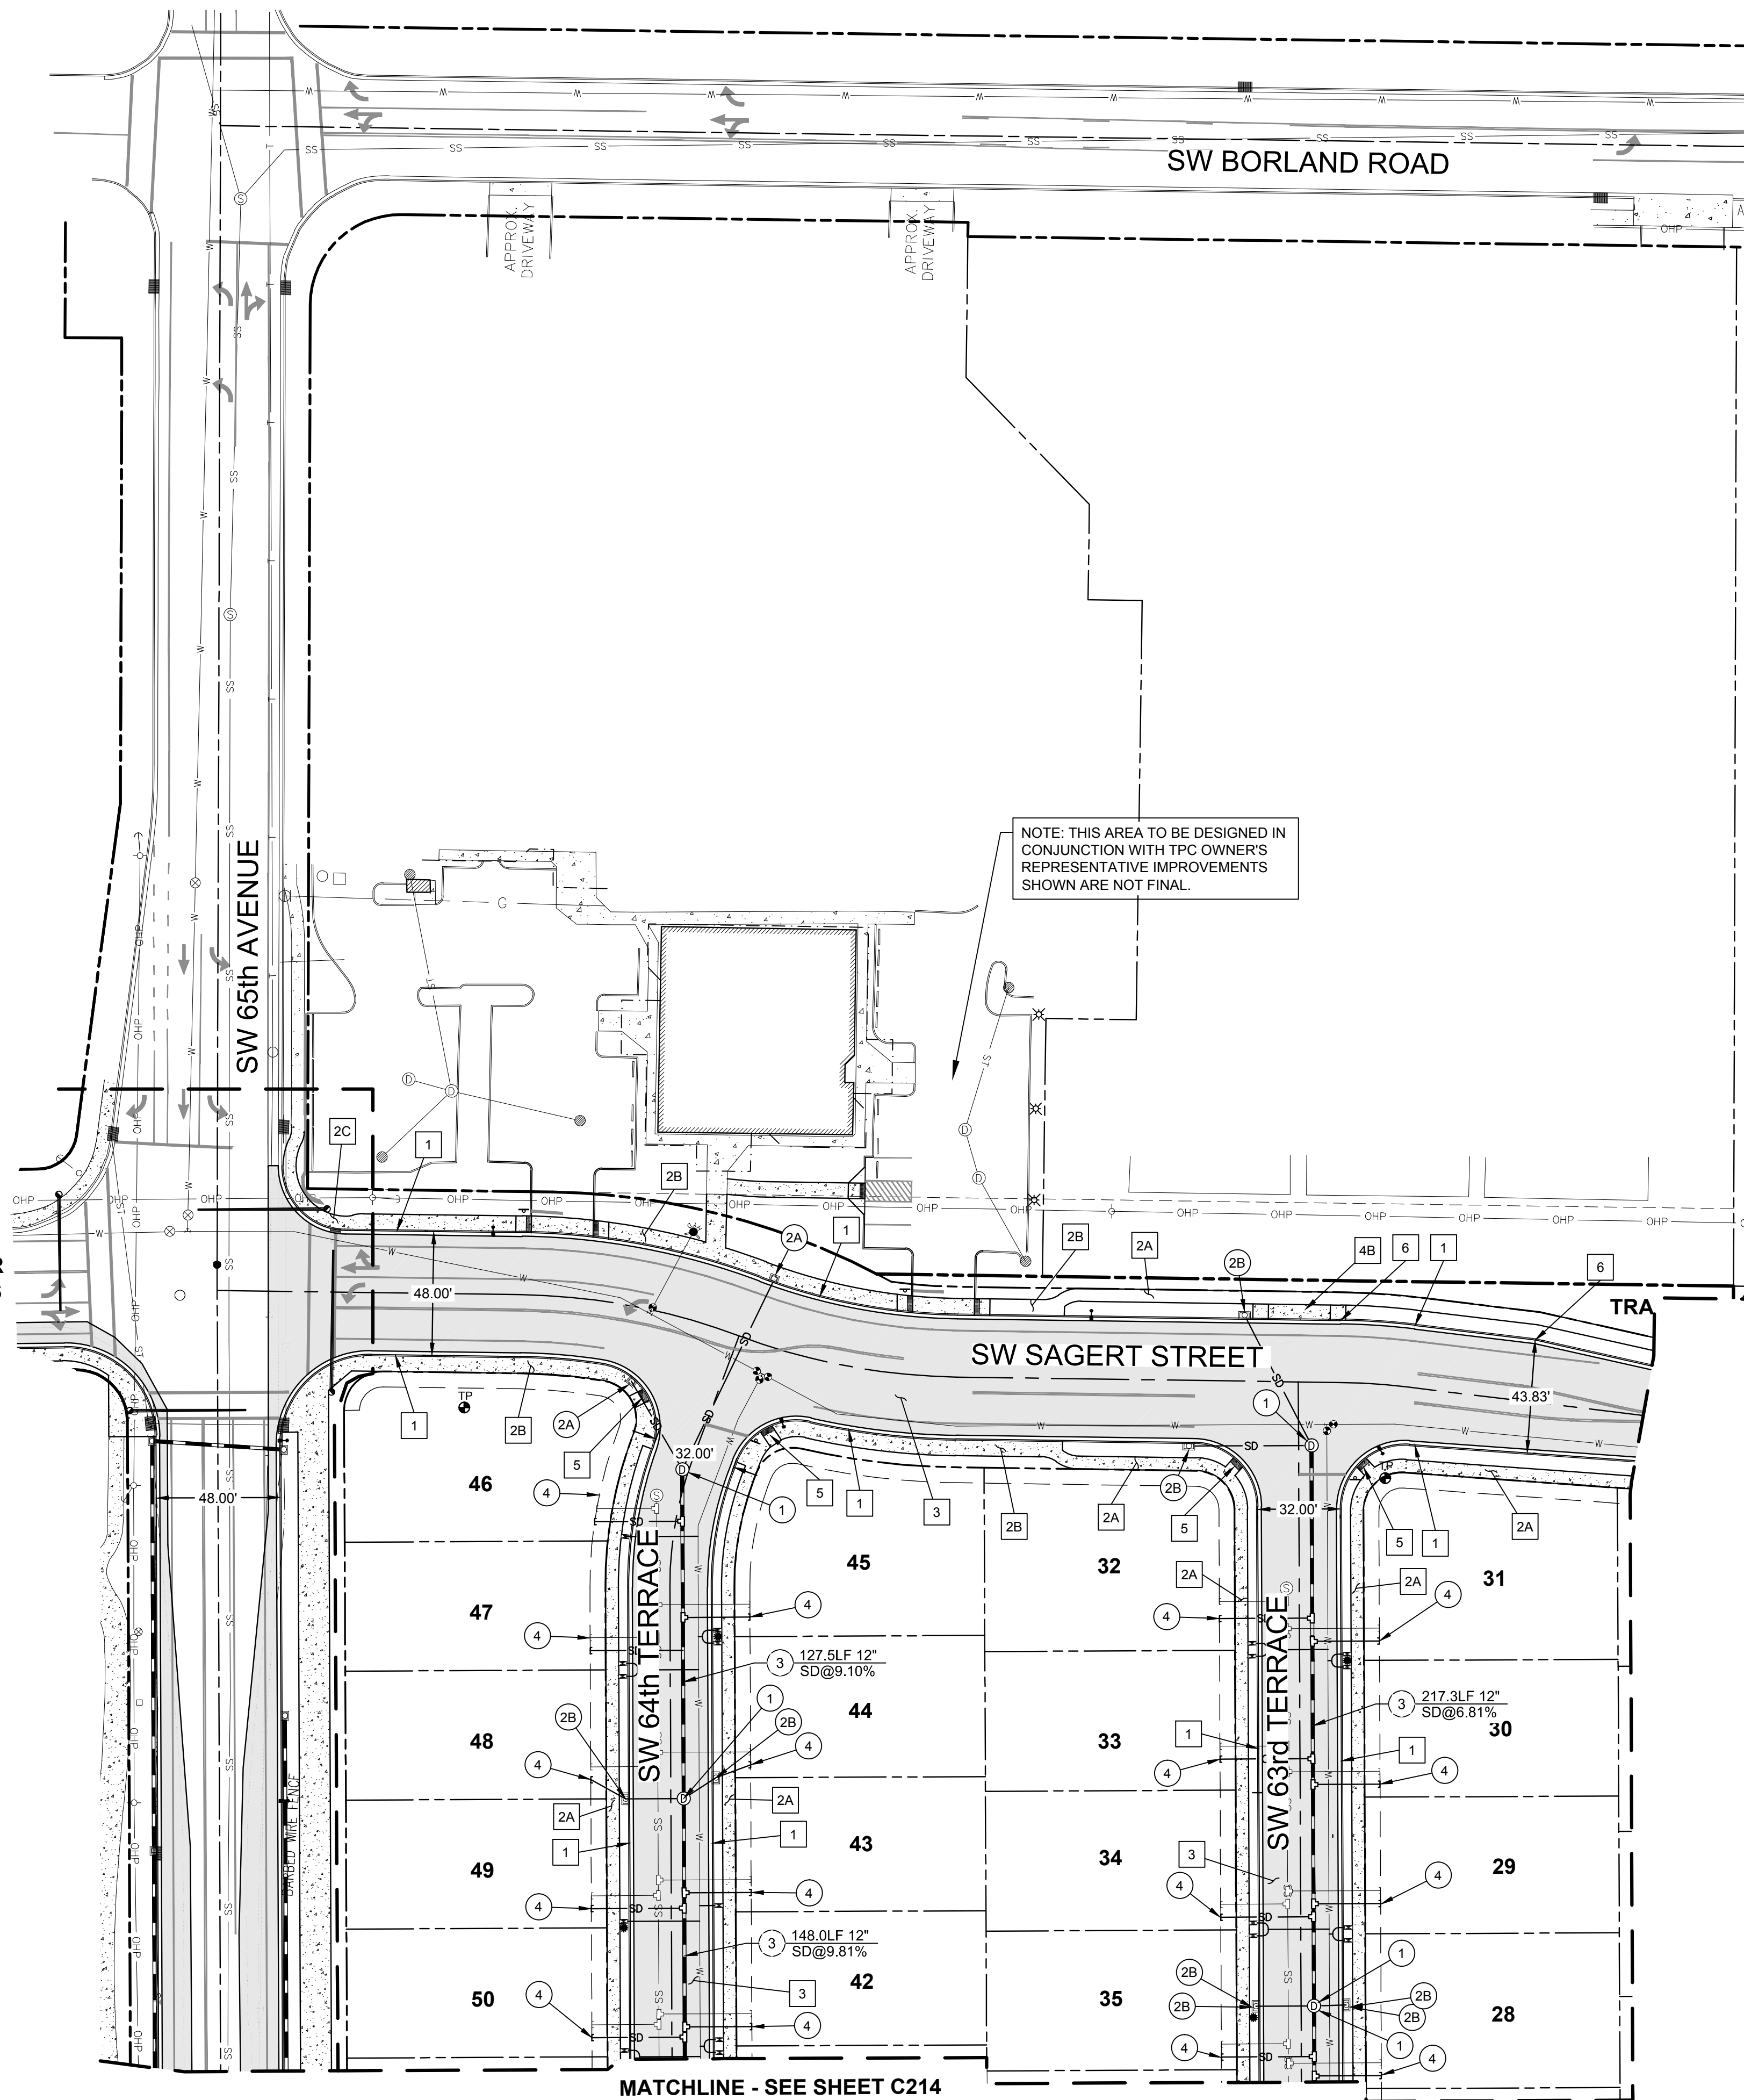 SW BORLAND ROAD
APPROX.
DRIVEWAY
APPROX.
DRIVEWAY
SW 65th AVENUE
NOTE: THIS AREA TO BE DESIGNED IN
CONJUNCTION WITH TPC OWNER'S
REPRESENTATIVE IMPROVEMENTS
SHOWN ARE NOT FINAL.
2C
1
2B
2A
1
2B
2A
2B
4B
6
1
6
48.00'
SW SAGERT STREET
TRA
43.83'
TP
1
2B
2A
5
32.00'
1
5
1
3
2B
2A
2B
5
1
32.00'
TP
5
1
2A
48.00'
46
4
45
32
2A
2A
31
47
4
4
4
4
SW 64th TERRACE
SW 63rd TERRACE
3
127.5LF 12"
SD@9.10%
3
217.3LF 12"
SD@6.81%
48
2B
1
2B
44
33
1
1
30
4
4
4
4
2A
2A
1
1
43
34
3
29
BARBED WIRE FENCE
49
4
4
4
4
3
148.0LF 12"
SD@9.81%
3
50
4
42
4
35
2B
2B
1
2B
2B
28
1
4
4
MATCHLINE - SEE SHEET C214